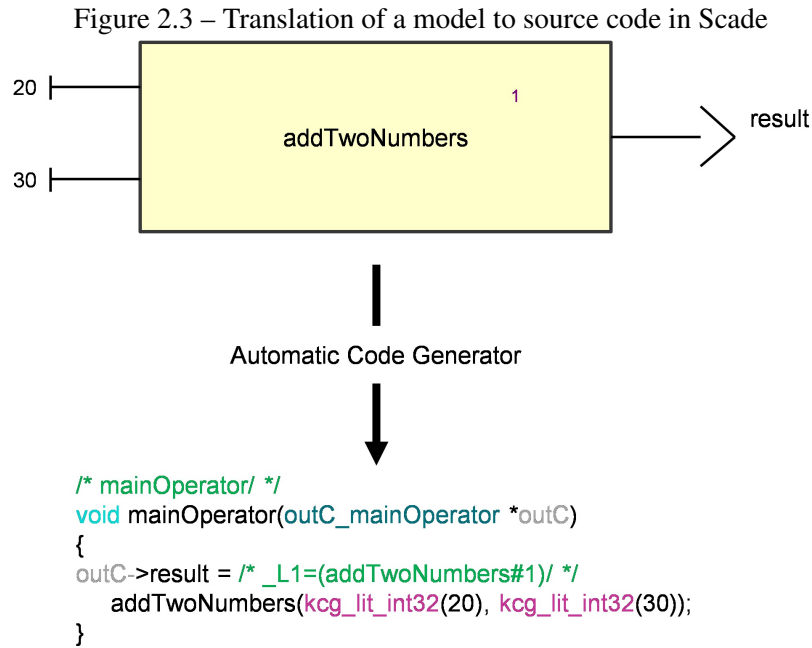 Figure 2.3 – Translation of a model to source code in Scade
20
1
result
addTwoNumbers
30
Automatic Code Generator
/* mainOperator/ */
void mainOperator(outC_mainOperator *outC)
{
outC->result = /* _L1=(addTwoNumbers#1)/ */
addTwoNumbers(kcg_lit_int32(20), kcg_lit_int32(30));
}